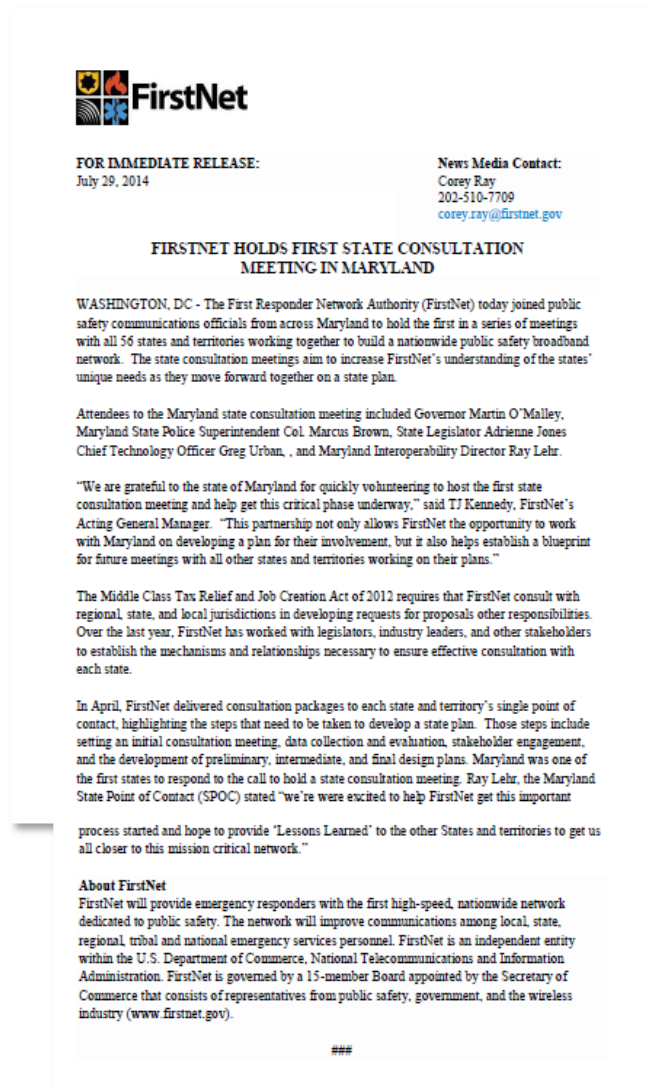 FirstNet
FOR IMMEDIATE RELEASE:
July 29, 2014
News Media Contact:
Corey Ray
202-510-7709
corey.ray@firstnet.gov
FIRSTNET HOLDS FIRST STATE CONSULTATION
MEETING IN MARYLAND
WASHINGTON, DC - The First Responder Network Authority (FirstNet) today joined public
safety communications officials from across Maryland to hold the first in a series of meetings
with all 56 states and territories working together to build a nationwide public safety broadband
network. The state consultation meetings aim to increase FirstNet's understanding of the states'
unique needs as they move forward together on a state plan.
Attendees to the Maryland state consultation meeting included Governor Martin O'Malley,
Maryland State Police Superintendent Col. Marcus Brown, State Legislator Adrienne Jones
Chief Technology Officer Greg Urban, , and Maryland Interoperability Director Ray Lehr.
"We are grateful to the state of Maryland for quickly volunteering to host the first state
consultation meeting and help get this critical phase underway," said TJ Kennedy, FirstNet's
Acting General Manager. "This partnership not only allows FirstNet the opportunity to work
with Maryland on developing a plan for their involvement, but it also helps establish a blueprint
for future meetings with all other states and territories working on their plans."
The Middle Class Tax Relief and Job Creation Act of 2012 requires that FirstNet consult with
regional, state, and local jurisdictions in developing requests for proposals other responsibilities.
Over the last year, FirstNet has worked with legislators, industry leaders, and other stakeholders
to establish the mechanisms and relationships necessary to ensure effective consultation with
each state.
In April, FirstNet delivered consultation packages to each state and territory's single point of
contact, highlighting the steps that need to be taken to develop a state plan. Those steps include
setting an initial consultation meeting, data collection and evaluation, stakeholder engagement,
and the development of preliminary, intermediate, and final design plans. Maryland was one of
the first states to respond to the call to hold a state consultation meeting. Ray Lehr, the Maryland
State Point of Contact (SPOC) stated "we're were excited to help FirstNet get this important
process started and hope to provide 'Lessons Learned' to the other States and territories to get us
all closer to this mission critical network."
About FirstNet
FirstNet will provide emergency responders with the first high-speed, nationwide network
dedicated to public safety. The network will improve communications among local, state,
regional, tribal and national emergency services personnel. FirstNet is an independent entity
within the U.S. Department of Commerce, National Telecommunications and Information
Administration. FirstNet is governed by a 15-member Board appointed by the Secretary of
Commerce that consists of representatives from public safety, government, and the wireless
industry (www.firstnet.gov).
###